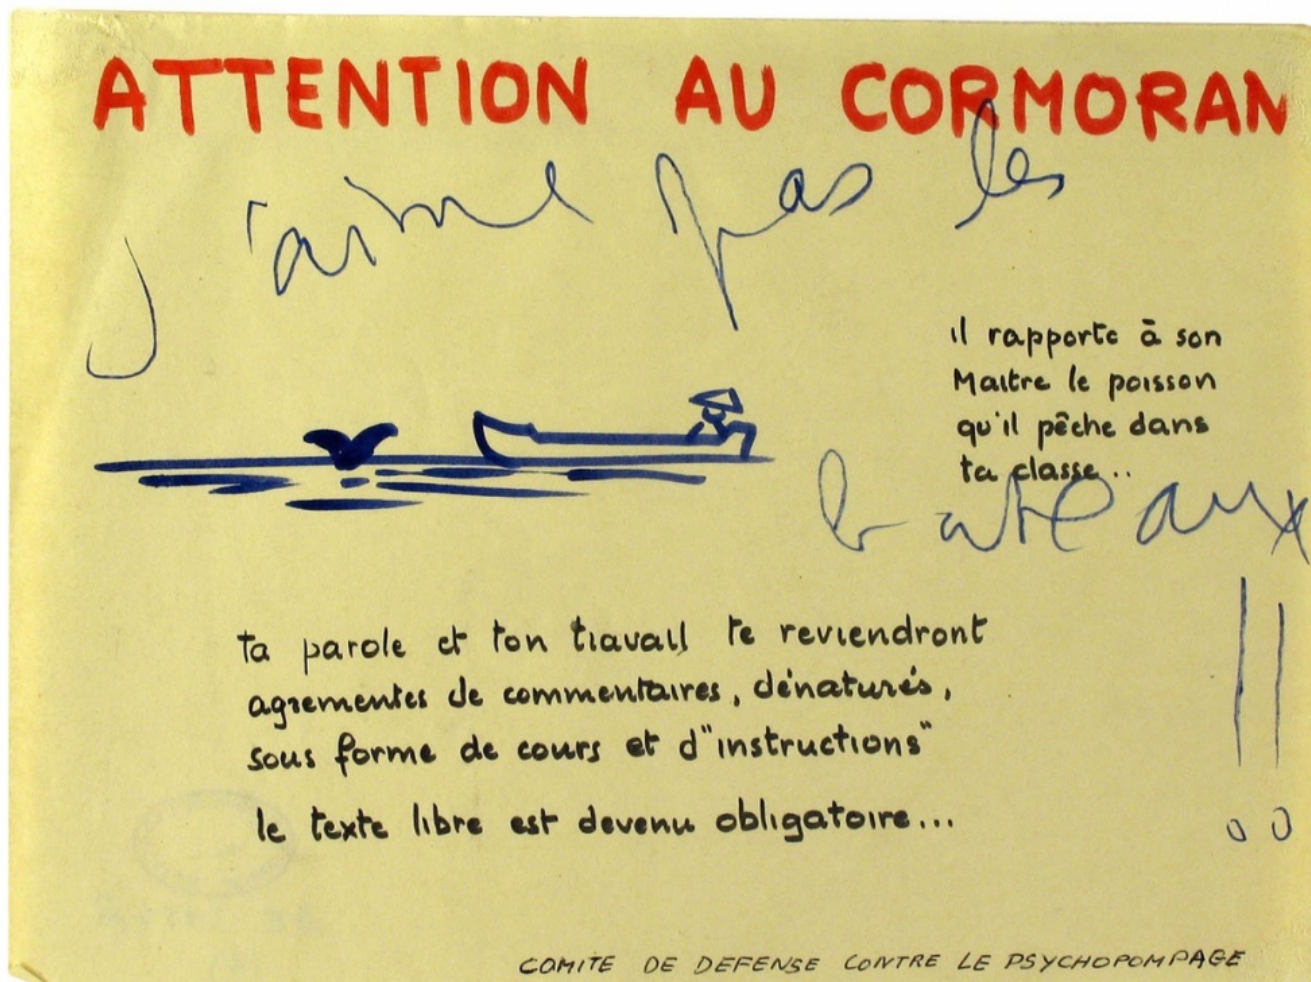 ATTENTION AU CORMORAN
J'aime pas les
il rapporte à son
Maitre le poisson
qu'il pêche dans
ta classe..
bateaux
!!
ta parole et ton travail te reviendront
agrementes de commentaires, dénaturés,
sous forme de cours et d"instructions"
le texte libre est devenu obligatoire...
COMITE DE DEFENSE CONTRE LE PSYCHOPOMPAGE